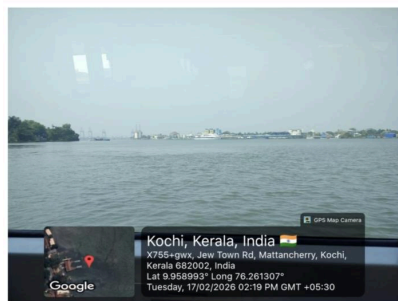 GPS Map Camera
Kochi, Kerala, India 🇮🇳
X755+gwx, Jew Town Rd, Mattancherry, Kochi,
Kerala 682002, India
Lat 9.958993° Long 76.261307°
Tuesday, 17/02/2026 02:19 PM GMT +05:30
Google